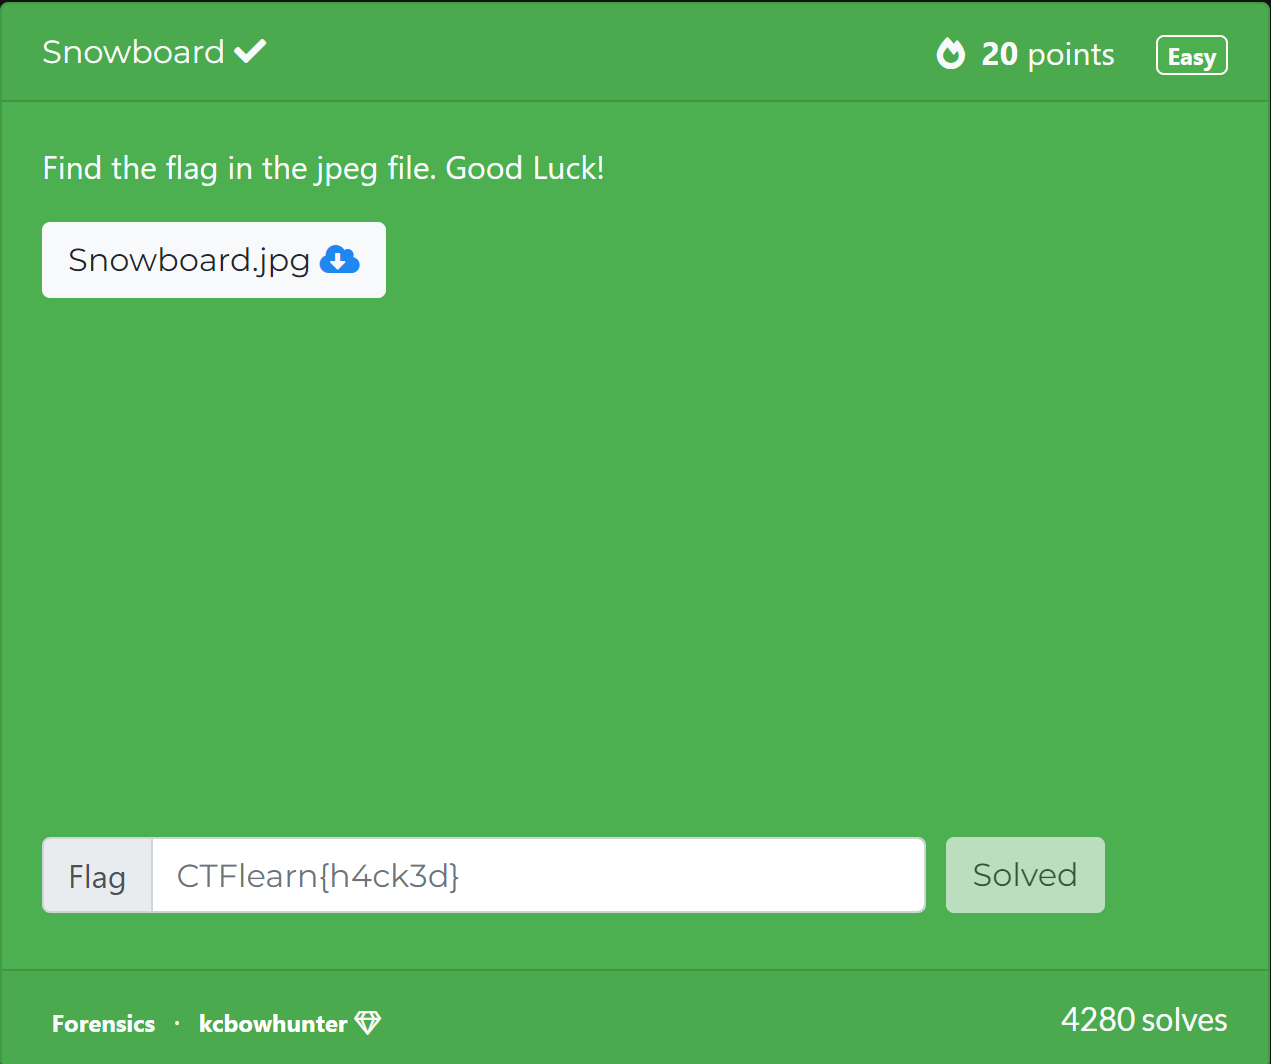 Snowboard
20 points
Easy
Find the flag in the jpeg file. Good Luck!
Snowboard.jpg
Flag CTFlearn{h4ck3d} Solved
Forensics · kcbowhunter
4280 solves